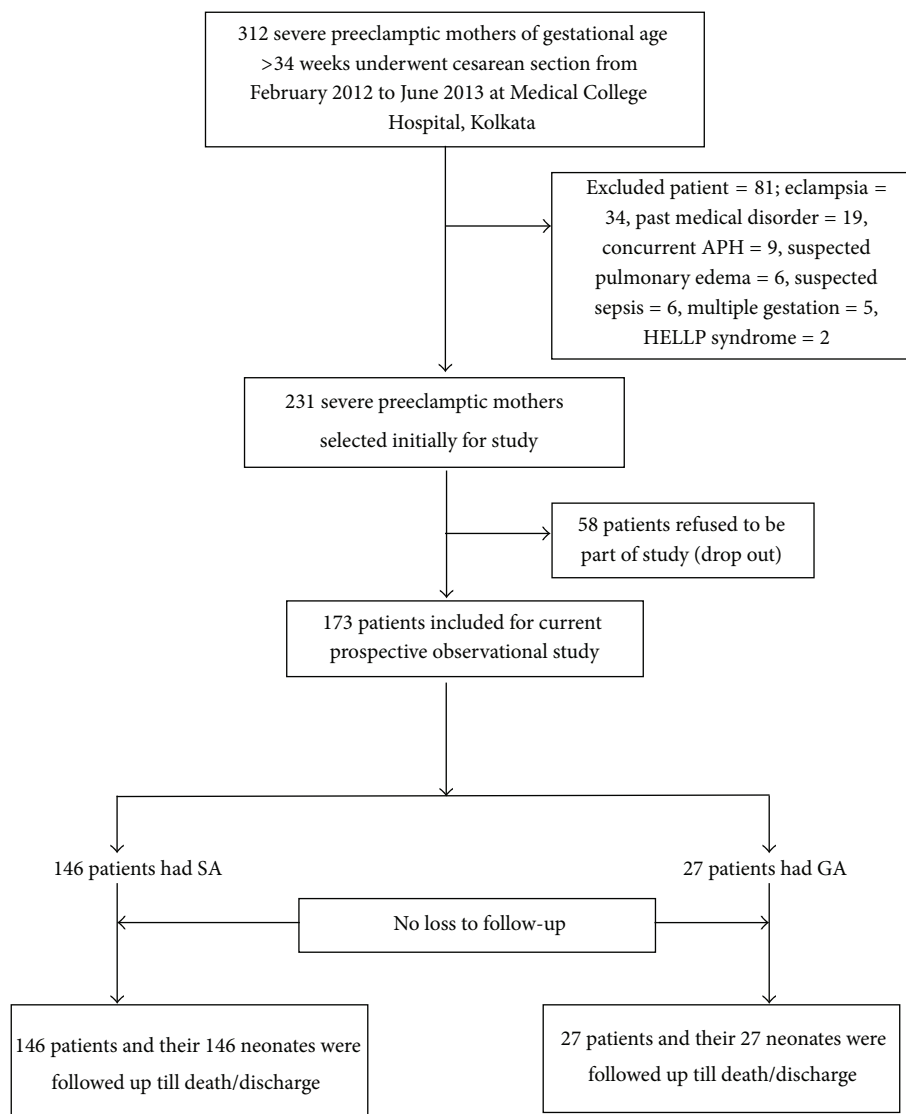 312 severe preeclamptic mothers of gestational age
>34 weeks underwent cesarean section from
February 2012 to June 2013 at Medical College
Hospital, Kolkata
Excluded patient = 81; eclampsia =
34, past medical disorder = 19,
concurrent APH = 9, suspected
pulmonary edema = 6, suspected
sepsis = 6, multiple gestation = 5,
HELLP syndrome = 2
231 severe preeclamptic mothers
selected initially for study
58 patients refused to be
part of study (drop out)
173 patients included for current
prospective observational study
146 patients had SA
27 patients had GA
No loss to follow-up
146 patients and their 146 neonates were
followed up till death/discharge
27 patients and their 27 neonates were
followed up till death/discharge